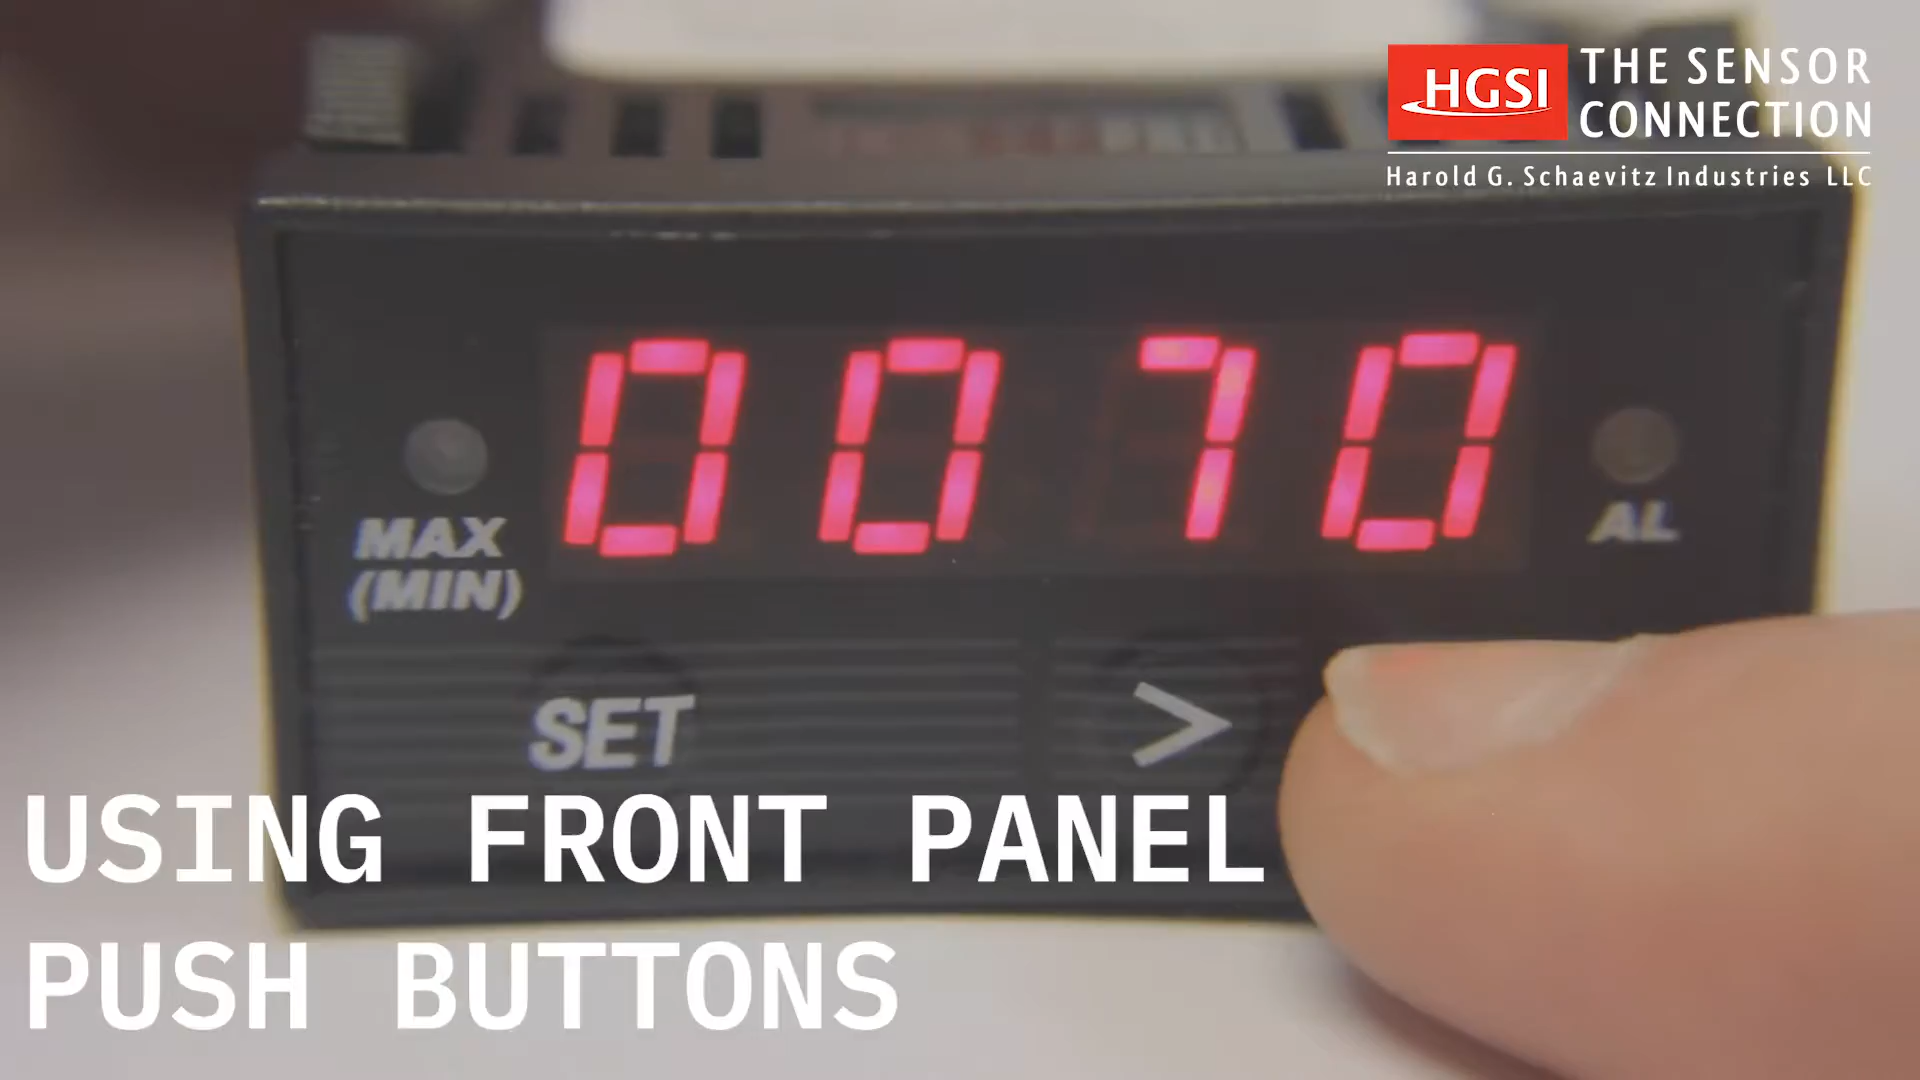 HGSI
THE SENSOR
CONNECTION
Harold G. Schaevitz Industries LLC
0070
MAX
(MIN)
AL
SET
>
USING FRONT PANEL
PUSH BUTTONS